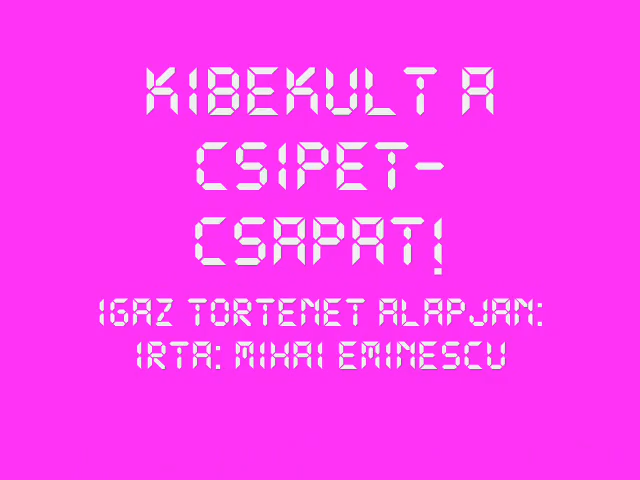 KIBEKULT A
CSIPET-
CSAPAT!
IGAZ TORTENET ALAPJAN:
IRTA: MIHAI EMINESCU